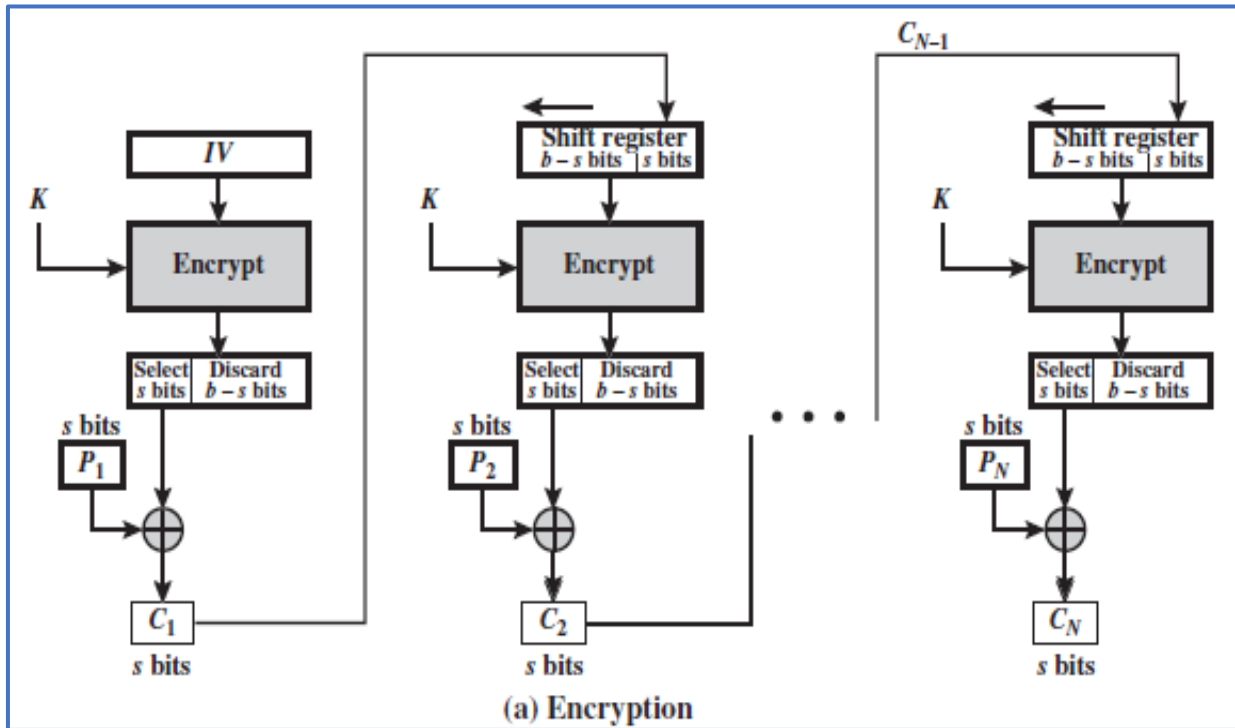 C_{N-1}
IV
K
Encrypt
Select
s bits
Discard
b – s bits
s bits
P_1
C_1
s bits
Shift register
b – s bits
s bits
K
Encrypt
Select
s bits
Discard
b – s bits
s bits
P_2
C_2
s bits
• • •
Shift register
b – s bits
s bits
K
Encrypt
Select
s bits
Discard
b – s bits
s bits
P_N
C_N
s bits
(a) Encryption